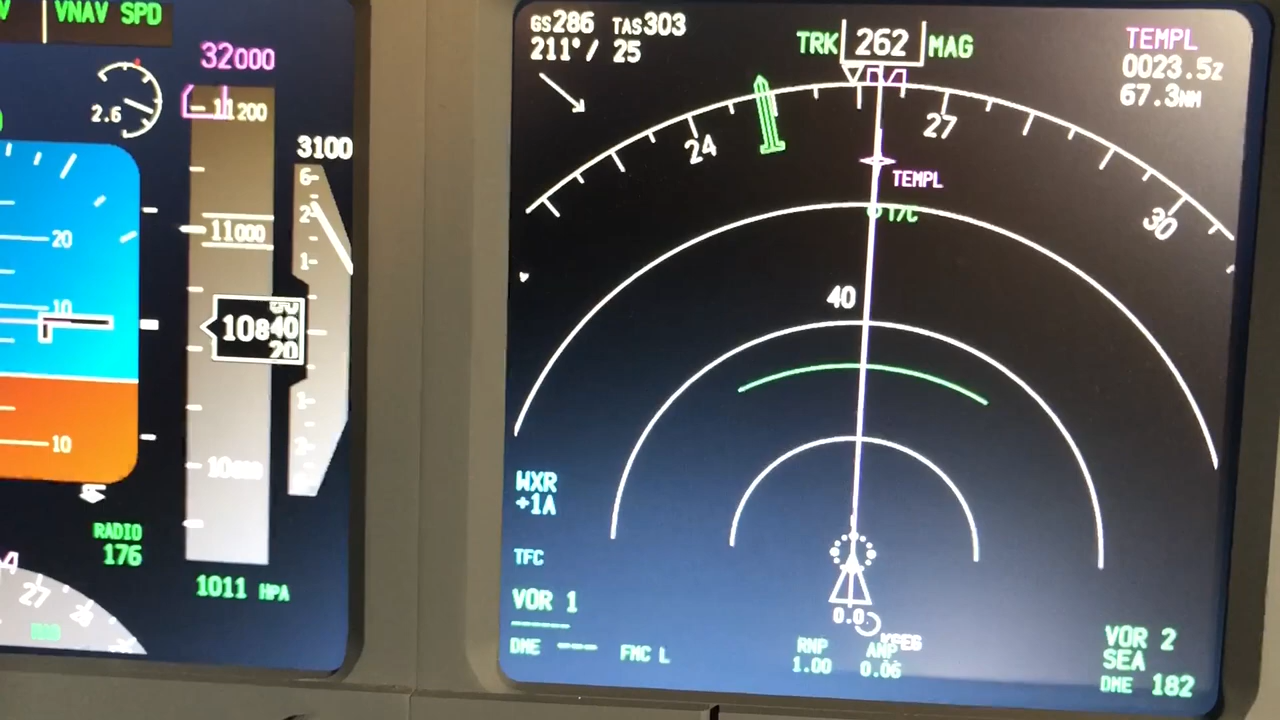 VNAV SPD
32000
2.6
11200
3100
6
2
1
11000
20
10
10840
20
10
1
2
RADIO
176
1011 HPA
27
GS286 TAS303
211°/ 25
TRK 262 MAG
TEMPL
0023.5z
67.3NM
24
27
30
TEMPL
T/C
40
WXR
+1A
TFC
VOR 1
DME ---
FMC L
0.0
RNP
1.00
ANP
0.06
VOR 2
SEA
DME 182